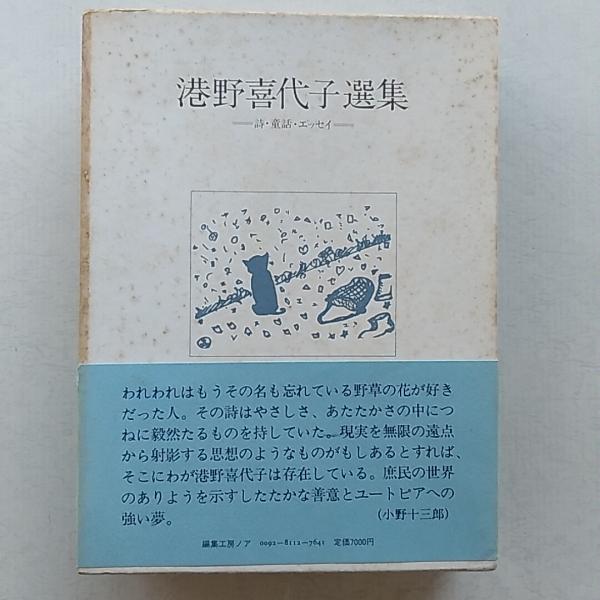 港野喜代子選集
詩・童話・エッセイ
われわれはもうその名も忘れている野草の花が好き
だった人。その詩はやさしさ、あたたかさの中につ
ねに毅然たるものを持していた。現実を無限の遠点
から射影する思想のようなものがもしあるとすれば、
そこにわが港野喜代子は存在している。庶民の世界
のありようを示すしたたかな善意とユートピアへの
強い夢。
（小野十三郎）
編集工房ノア 0092-8112-7641 定価7000円